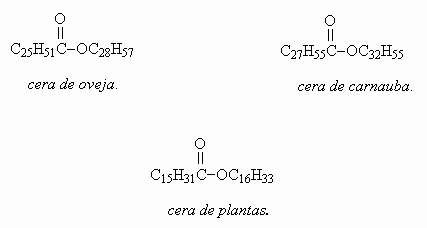 O
C25H51C–OC28H57
cera de oveja.
O
C27H55C–OC32H55
cera de carnauba.
O
C15H31C–OC16H33
cera de plantas.